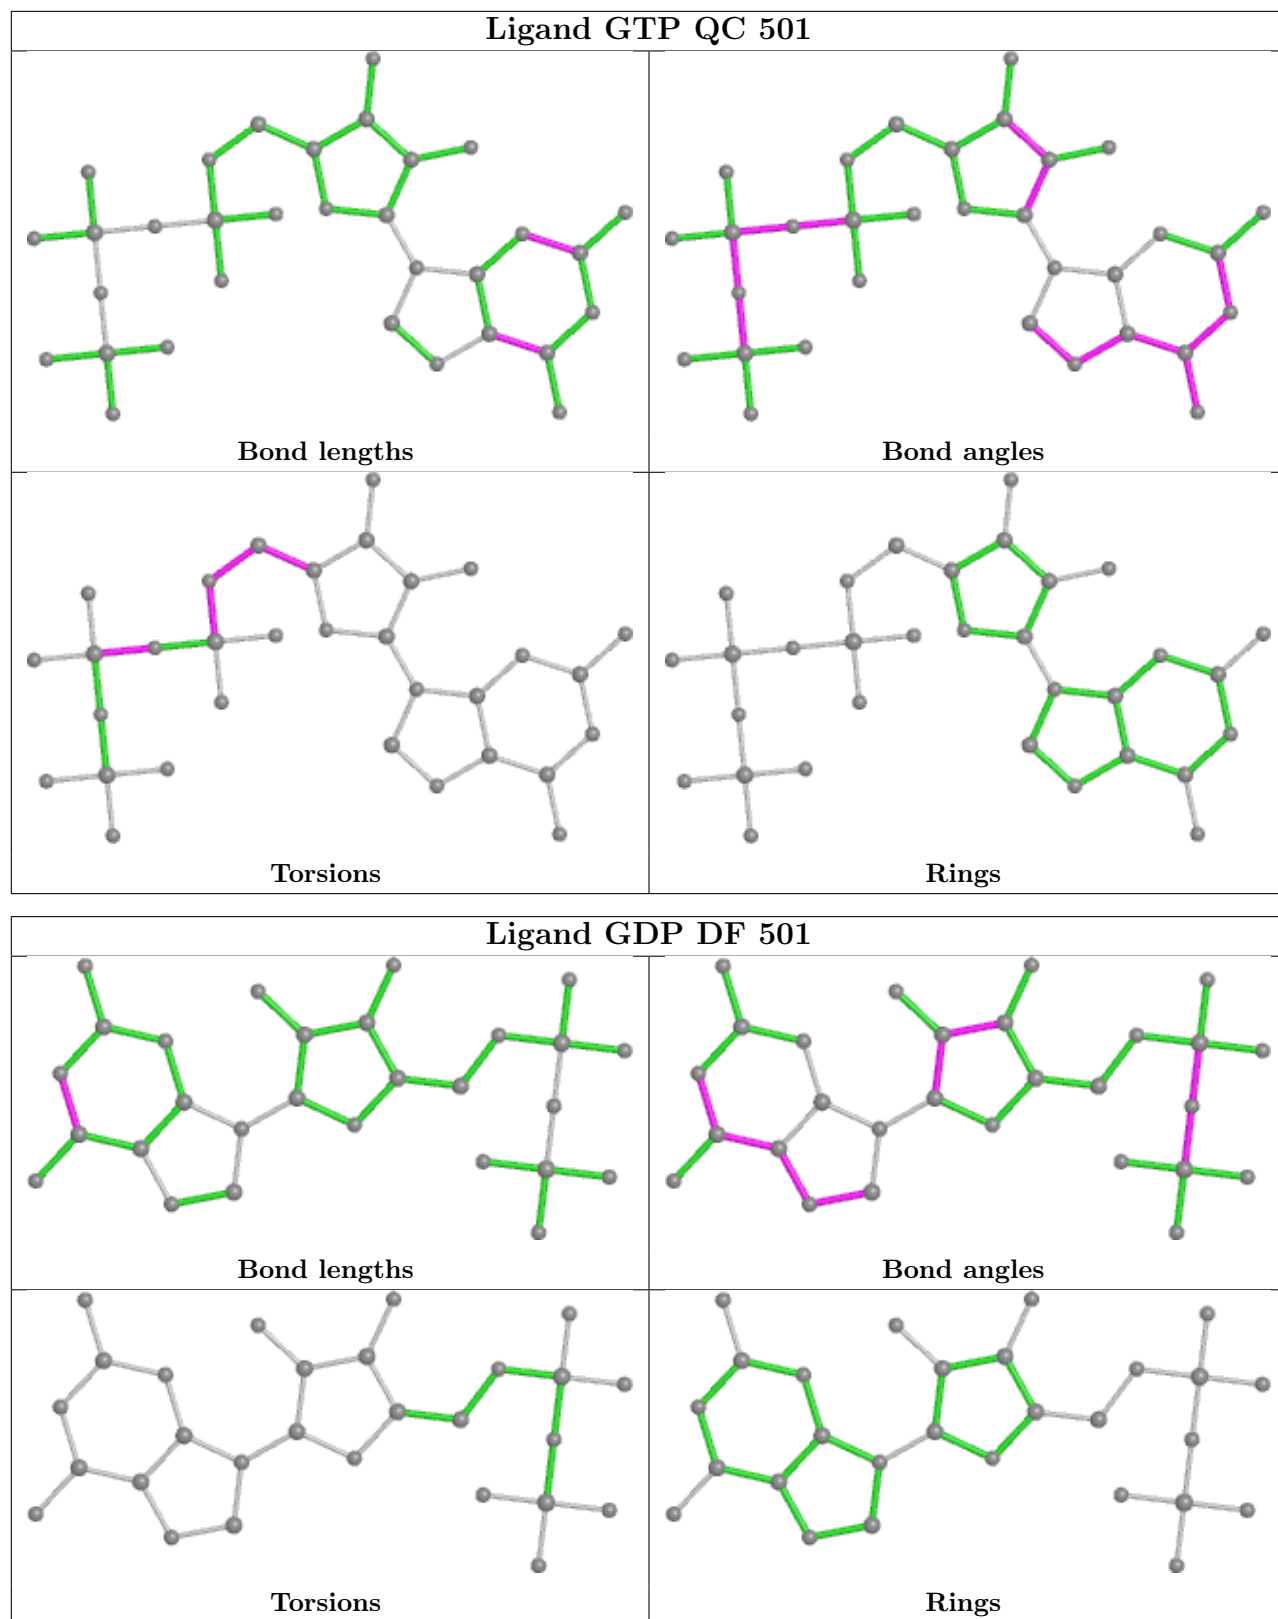 Ligand GTP QC 501
Bond lengths
Bond angles
Torsions
Rings
Ligand GDP DF 501
Bond lengths
Bond angles
Torsions
Rings